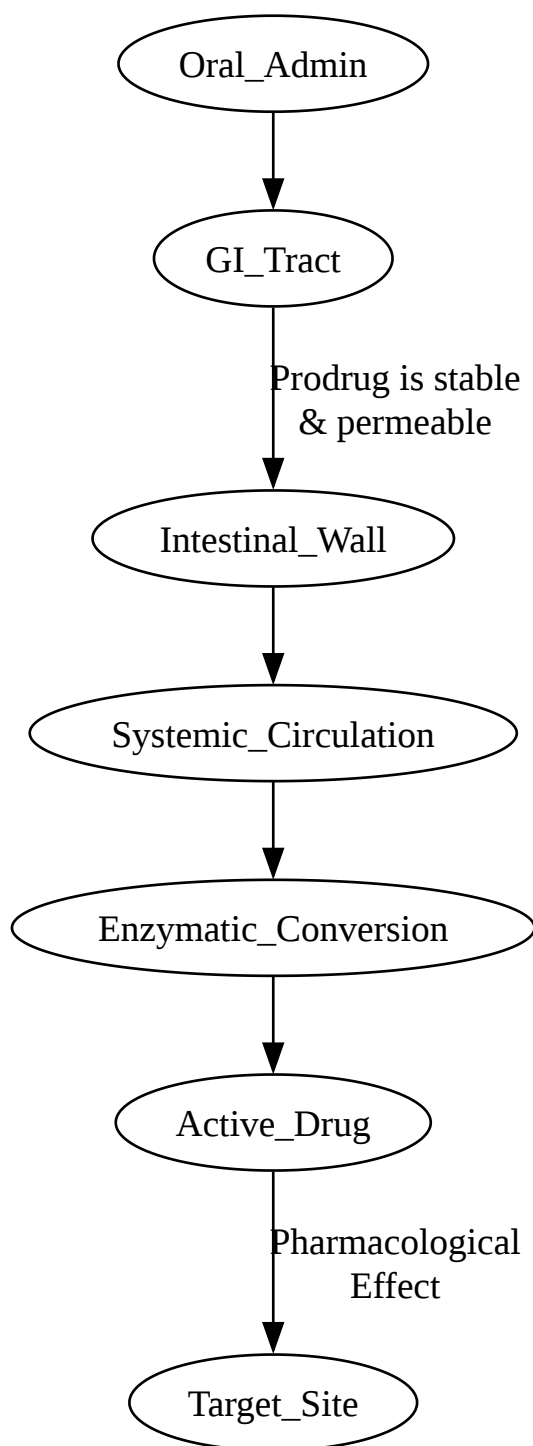 Oral_Admin
GI_Tract
Prodrug is stable
& permeable
Intestinal_Wall
Systemic_Circulation
Enzymatic_Conversion
Active_Drug
Pharmacological
Effect
Target_Site